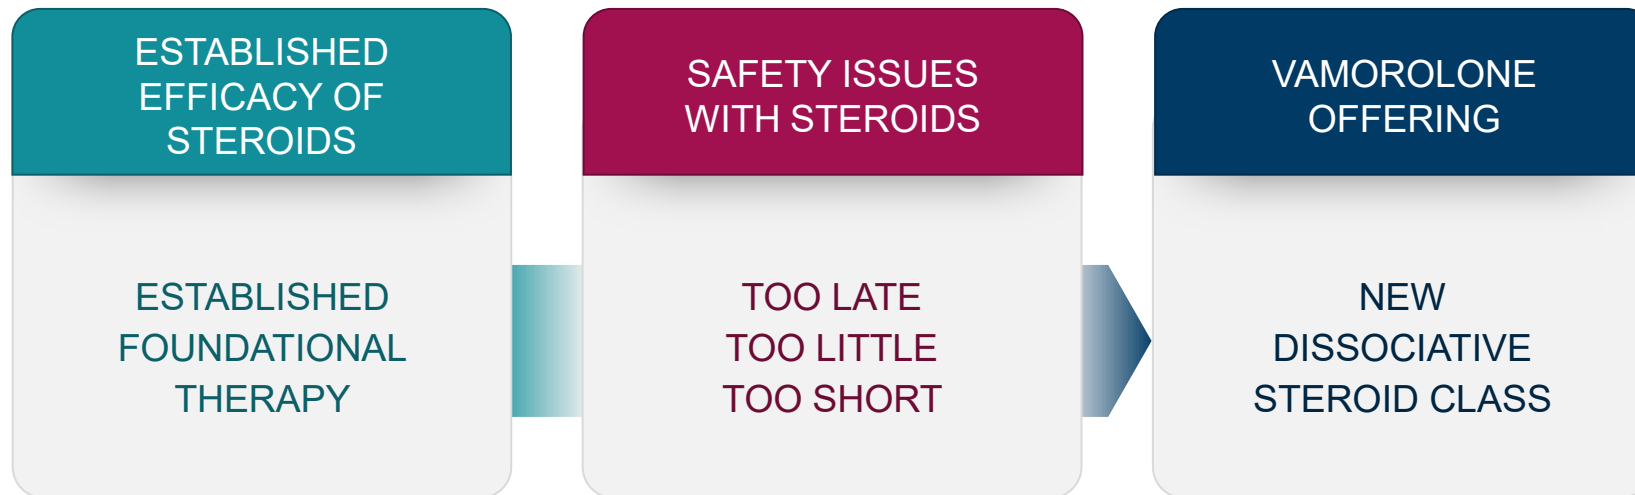 ESTABLISHED
EFFICACY OF
STEROIDS
ESTABLISHED
FOUNDATIONAL
THERAPY
SAFETY ISSUES
WITH STEROIDS
TOO LATE
TOO LITTLE
TOO SHORT
VAMOROLONE
OFFERING
NEW
DISSOCIATIVE
STEROID CLASS